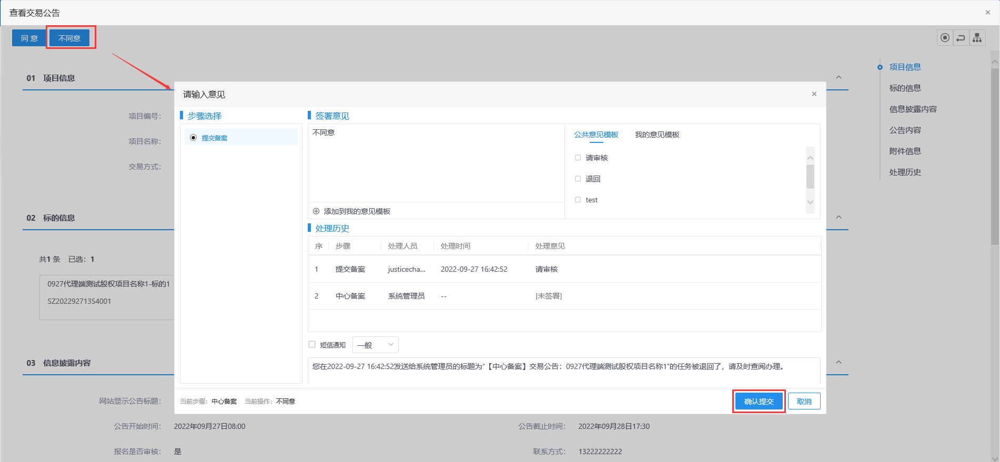 查看交易公告
同 意
不同意
01 项目信息
项目编号：
项目名称：
交易方式：
02 标的信息
共1 条 已选：1
0927代理端测试股权项目名称1-标的1
SZ20229271354001
03 信息披露内容
网站显示公告标题：
公告开始时间： 2022年09月27日08:00
公告截止时间： 2022年09月28日17:30
报名是否审核： 是
联系方式： 13222222222
项目信息
标的信息
信息披露内容
公告内容
附件信息
处理历史
请输入意见
步骤选择
提交备案
签署意见
不同意
添加到我的意见模板
公共意见模板 我的意见模板
请审核
退回
test
处理历史
序 步骤 处理人员 处理时间 处理意见
1 提交备案 justicecha... 2022-09-27 16:42:52 请审核
2 中心备案 系统管理员 -- [未签署]
短信通知 一般
您在2022-09-27 16:42:52发送给系统管理员的标题为“【中心备案】交易公告：0927代理端测试股权项目名称1”的任务被退回了，请及时查阅办理。
当前步骤：中心备案 当前操作：不同意
确认提交
取消